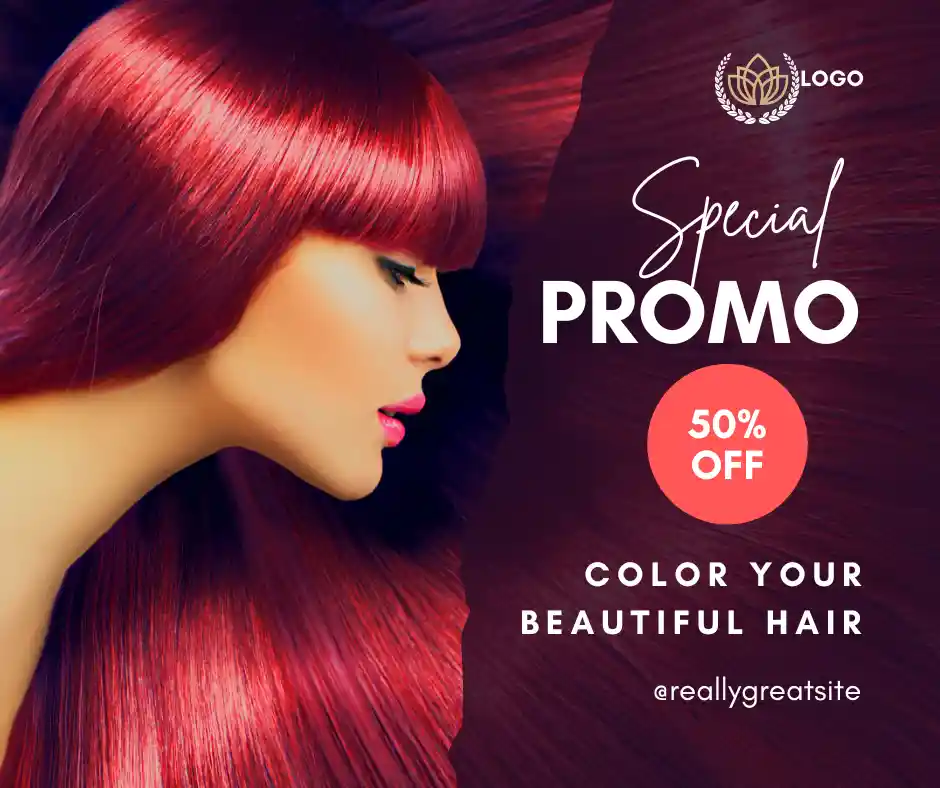 LOGO
Special
PROMO
50%
OFF
COLOR YOUR
BEAUTIFUL HAIR
@reallygreatsite